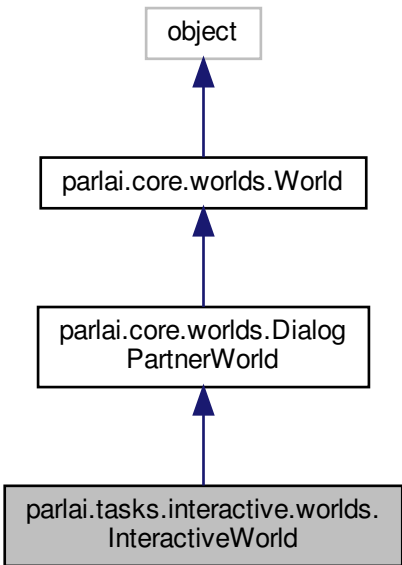 object
parlai.core.worlds.World
parlai.core.worlds.Dialog
PartnerWorld
parlai.tasks.interactive.worlds.
InteractiveWorld